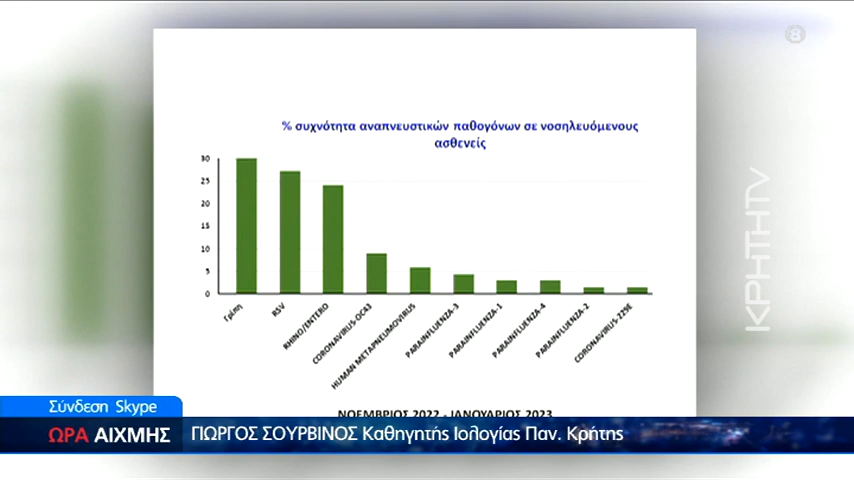 8
% συχνότητα αναπνευστικών παθογόνων σε νοσηλευόμενους
ασθενείς
30
25
20
15
10
5
0
Γρίπη
RSV
RHINO/ENTERO
CORONAVIRUS-OC43
HUMAN METAPNEUMOVIRUS
PARAINFLUENZA-3
PARAINFLUENZA-1
PARAINFLUENZA-4
PARAINFLUENZA-2
CORONAVIRUS-229E
ΝΟΕΜΒΡΙΟΣ 2022 - ΙΑΝΟΥΑΡΙΟΣ 2023
ΚΡΗΤΗTV
Σύνδεση Skype
ΩΡΑ ΑΙΧΜΗΣ
ΓΙΩΡΓΟΣ ΣΟΥΡΒΙΝΟΣ Καθηγητής Ιολογίας Παν. Κρήτης